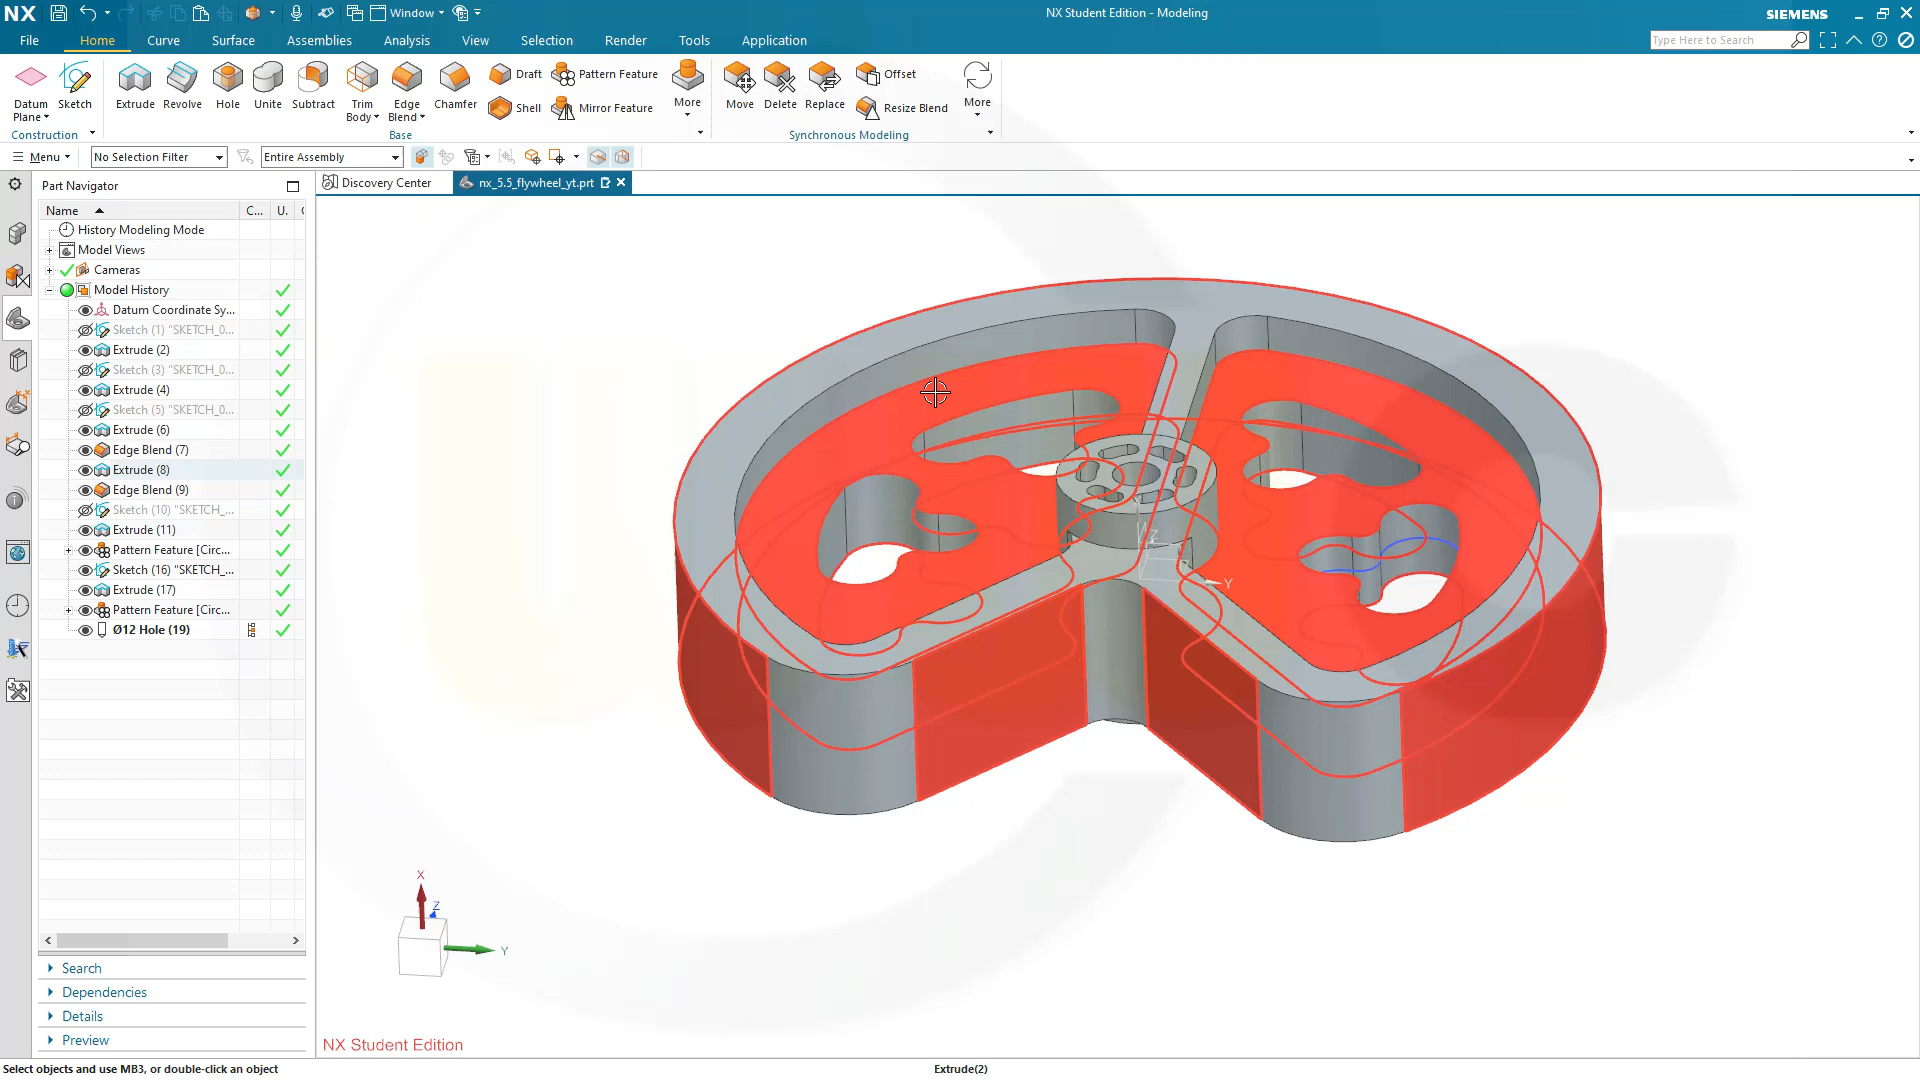 NX
Window
NX Student Edition - Modeling
SIEMENS
File
Home
Curve
Surface
Assemblies
Analysis
View
Selection
Render
Tools
Application
Type Here to Search
Datum
Plane
Sketch
Extrude
Revolve
Hole
Unite
Subtract
Trim
Body
Edge
Blend
Chamfer
Draft
Shell
Pattern Feature
Mirror Feature
More
Move
Delete
Replace
Offset
Resize Blend
More
Construction
Base
Synchronous Modeling
Menu
No Selection Filter
Entire Assembly
Part Navigator
Discovery Center
nx_5.5_flywheel_yt.prt
Name
C...
U.
History Modeling Mode
Model Views
Cameras
Model History
Datum Coordinate Sy...
Sketch (1) "SKETCH_0...
Extrude (2)
Sketch (3) "SKETCH_0...
Extrude (4)
Sketch (5) "SKETCH_0...
Extrude (6)
Edge Blend (7)
Extrude (8)
Edge Blend (9)
Sketch (10) "SKETCH_...
Extrude (11)
Pattern Feature [Circ...
Sketch (16) "SKETCH_...
Extrude (17)
Pattern Feature [Circ...
Ø12 Hole (19)
Z
Y
X
Z
Y
Search
Dependencies
Details
Preview
NX Student Edition
Select objects and use MB3, or double-click an object
Extrude(2)